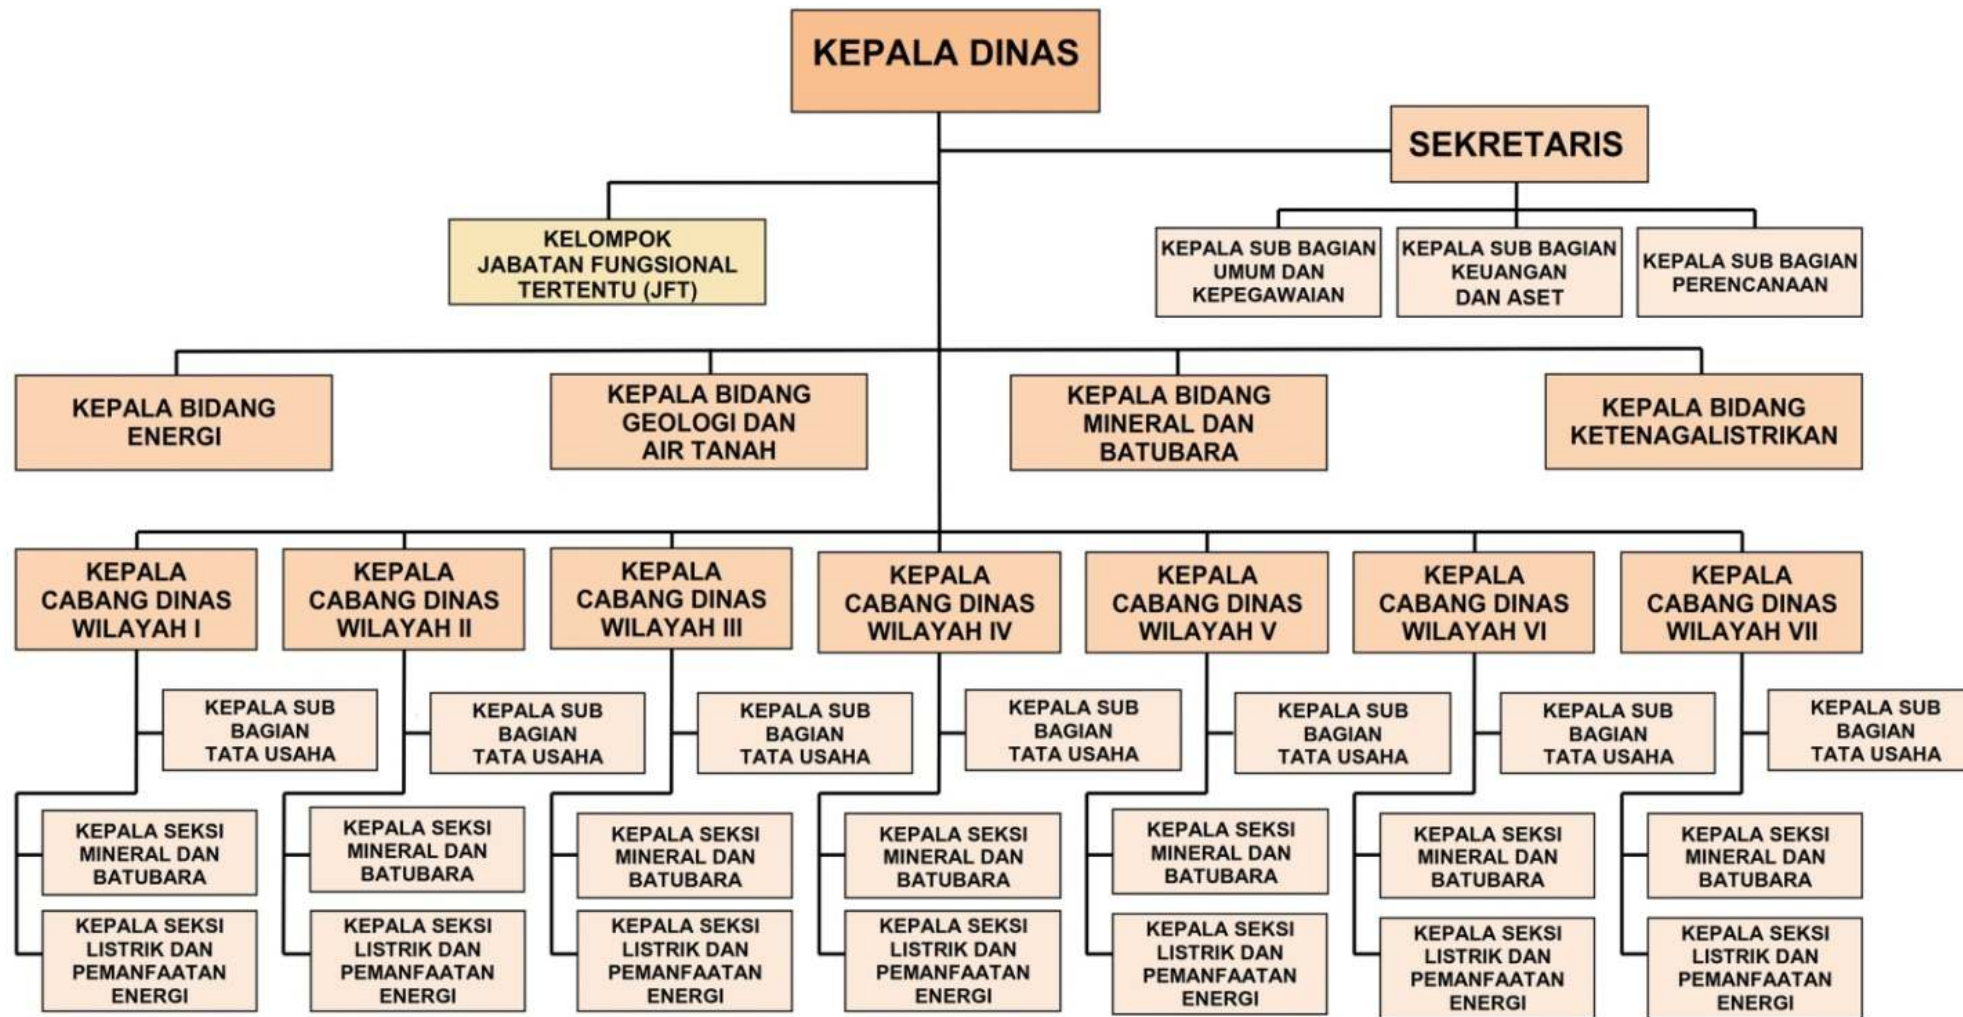 KEPALA DINAS
SEKRETARIS
KELOMPOK
JABATAN FUNGSIONAL
TERTENTU (JFT)
KEPALA SUB BAGIAN
UMUM DAN
KEPEGAWAIAN
KEPALA SUB BAGIAN
KEUANGAN
DAN ASET
KEPALA SUB BAGIAN
PERENCANAAN
KEPALA BIDANG
ENERGI
KEPALA BIDANG
GEOLOGI DAN
AIR TANAH
KEPALA BIDANG
MINERAL DAN
BATUBARA
KEPALA BIDANG
KETENAGALISTRIKAN
KEPALA
CABANG DINAS
WILAYAH I
KEPALA
CABANG DINAS
WILAYAH II
KEPALA
CABANG DINAS
WILAYAH III
KEPALA
CABANG DINAS
WILAYAH IV
KEPALA
CABANG DINAS
WILAYAH V
KEPALA
CABANG DINAS
WILAYAH VI
KEPALA
CABANG DINAS
WILAYAH VII
KEPALA SUB
BAGIAN
TATA USAHA
KEPALA SUB
BAGIAN
TATA USAHA
KEPALA SUB
BAGIAN
TATA USAHA
KEPALA SUB
BAGIAN
TATA USAHA
KEPALA SUB
BAGIAN
TATA USAHA
KEPALA SUB
BAGIAN
TATA USAHA
KEPALA SUB
BAGIAN
TATA USAHA
KEPALA SEKSI
MINERAL DAN
BATUBARA
KEPALA SEKSI
MINERAL DAN
BATUBARA
KEPALA SEKSI
MINERAL DAN
BATUBARA
KEPALA SEKSI
MINERAL DAN
BATUBARA
KEPALA SEKSI
MINERAL DAN
BATUBARA
KEPALA SEKSI
MINERAL DAN
BATUBARA
KEPALA SEKSI
MINERAL DAN
BATUBARA
KEPALA SEKSI
LISTRIK DAN
PEMANFAATAN
ENERGI
KEPALA SEKSI
LISTRIK DAN
PEMANFAATAN
ENERGI
KEPALA SEKSI
LISTRIK DAN
PEMANFAATAN
ENERGI
KEPALA SEKSI
LISTRIK DAN
PEMANFAATAN
ENERGI
KEPALA SEKSI
LISTRIK DAN
PEMANFAATAN
ENERGI
KEPALA SEKSI
LISTRIK DAN
PEMANFAATAN
ENERGI
KEPALA SEKSI
LISTRIK DAN
PEMANFAATAN
ENERGI